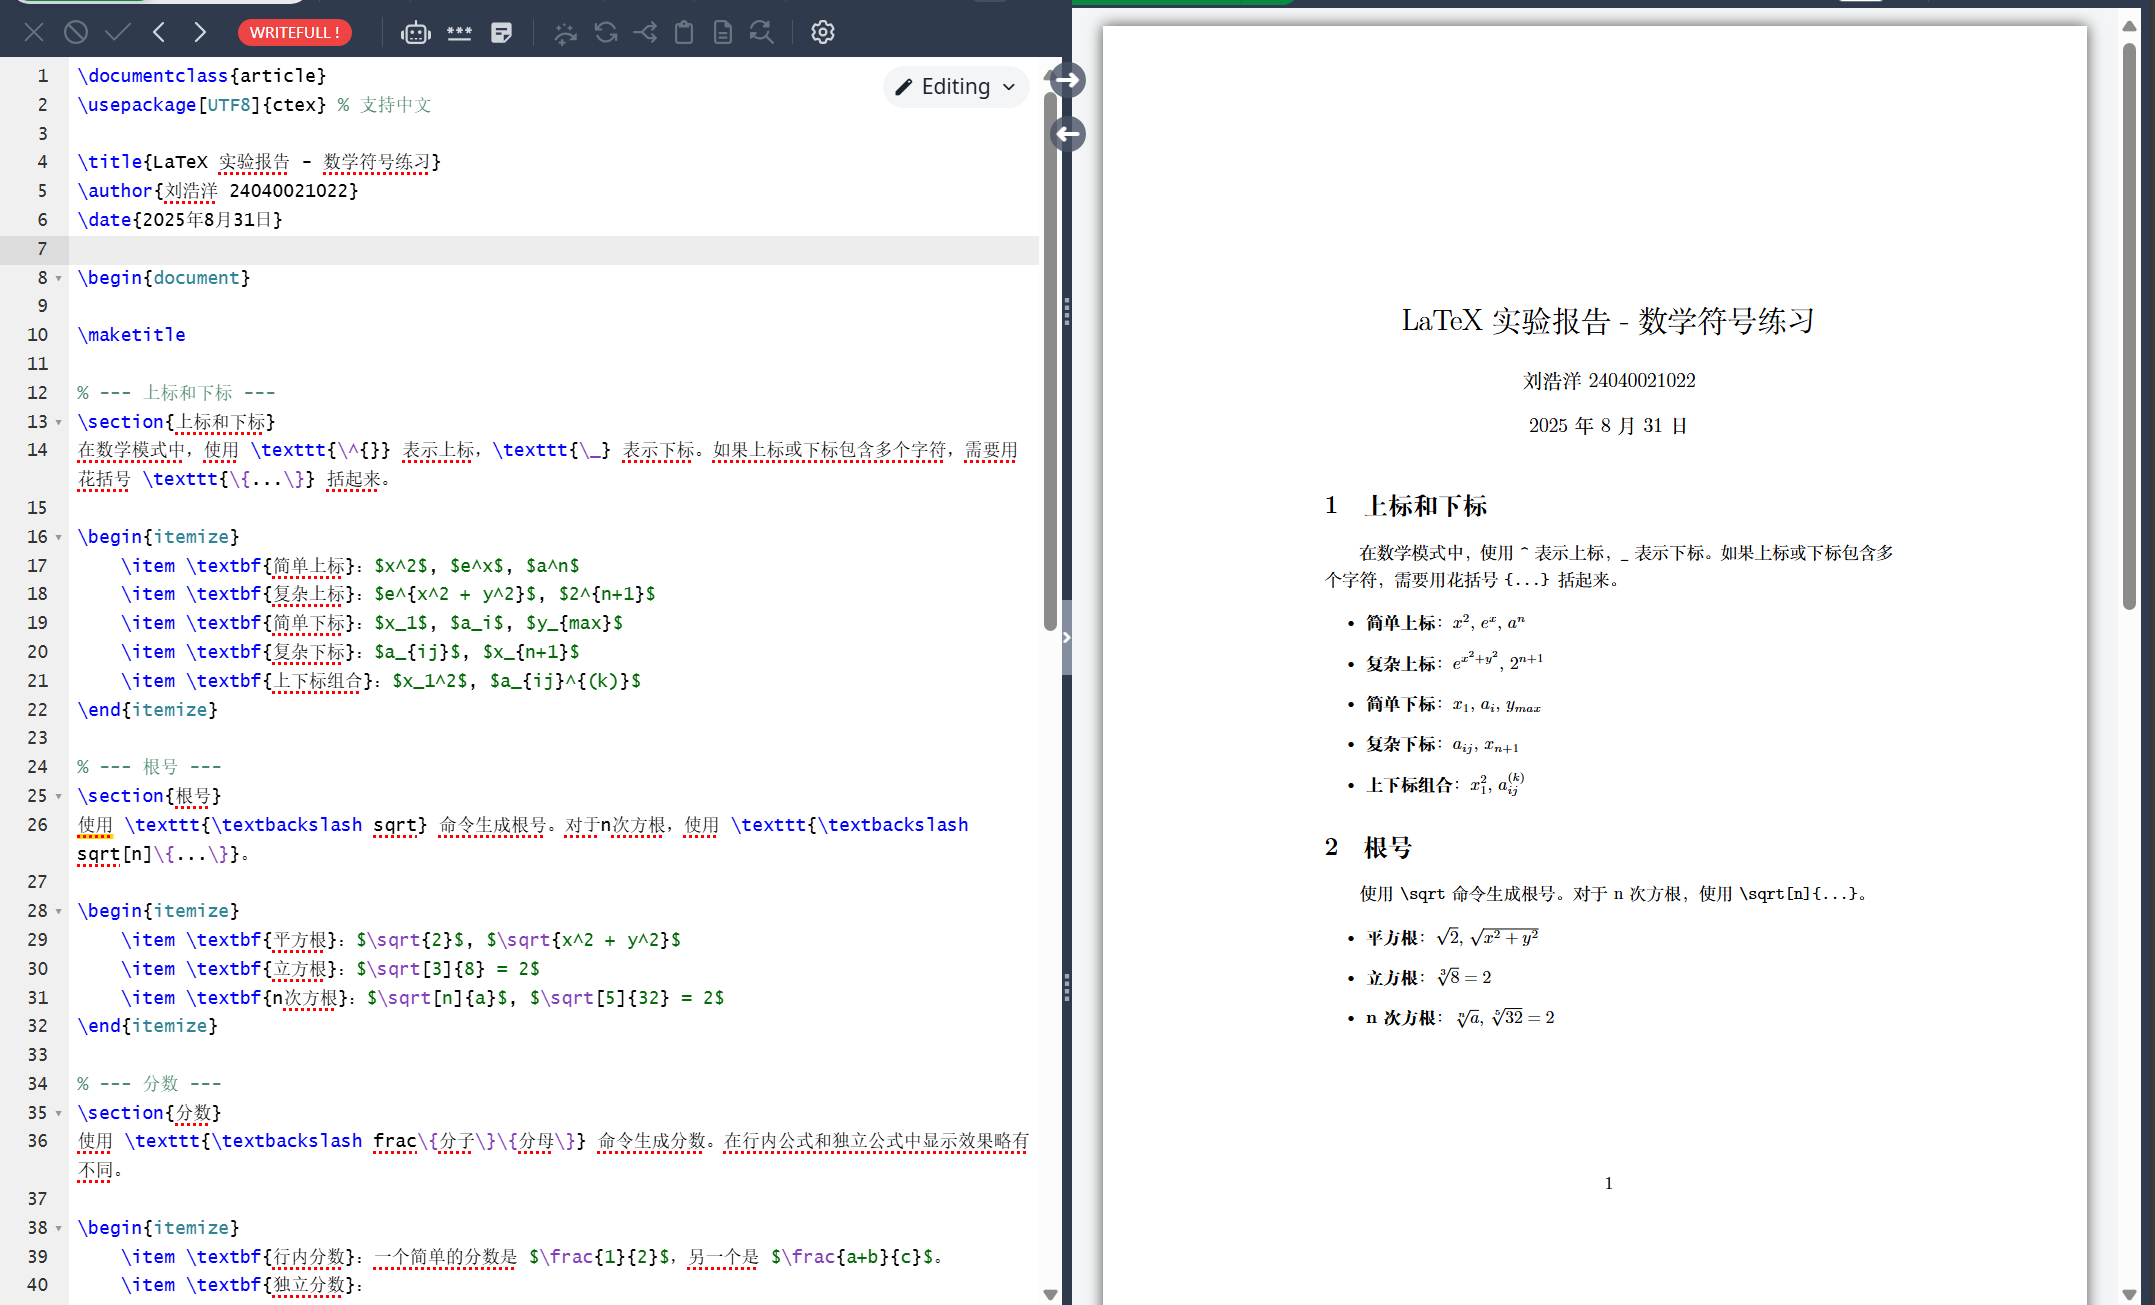 WRITEFULL !
Editing
1 \documentclass{article}
2 \usepackage[UTF8]{ctex} % 支持中文
3
4 \title{LaTeX 实验报告 - 数学符号练习}
5 \author{刘浩洋 24040021022}
6 \date{2025年8月31日}
7
8 \begin{document}
9
10 \maketitle
11
12 % --- 上标和下标 ---
13 \section{上标和下标}
14 在数学模式中，使用 \texttt{\^{}} 表示上标，\texttt{\_} 表示下标。如果上标或下标包含多个字符，需要用
花括号 \texttt{\{...\}} 括起来。
15
16 \begin{itemize}
17 \item \textbf{简单上标}：$x^2$, $e^x$, $a^n$
18 \item \textbf{复杂上标}：$e^{x^2 + y^2}$, $2^{n+1}$
19 \item \textbf{简单下标}：$x_1$, $a_i$, $y_{max}$
20 \item \textbf{复杂下标}：$a_{ij}$, $x_{n+1}$
21 \item \textbf{上下标组合}：$x_1^2$, $a_{ij}^{(k)}$
22 \end{itemize}
23
24 % --- 根号 ---
25 \section{根号}
26 使用 \texttt{\textbackslash sqrt} 命令生成根号。对于n次方根，使用 \texttt{\textbackslash
sqrt[n]\{...\}}。
27
28 \begin{itemize}
29 \item \textbf{平方根}：$\sqrt{2}$, $\sqrt{x^2 + y^2}$
30 \item \textbf{立方根}：$\sqrt[3]{8} = 2$
31 \item \textbf{n次方根}：$\sqrt[n]{a}$, $\sqrt[5]{32} = 2$
32 \end{itemize}
33
34 % --- 分数 ---
35 \section{分数}
36 使用 \texttt{\textbackslash frac\{分子\}\{分母\}} 命令生成分数。在行内公式和独立公式中显示效果略有
不同。
37
38 \begin{itemize}
39 \item \textbf{行内分数}：一个简单的分数是 $\frac{1}{2}$，另一个是 $\frac{a+b}{c}$。
40 \item \textbf{独立分数}：
LaTeX 实验报告 - 数学符号练习
刘浩洋 24040021022
2025 年 8 月 31 日
1 上标和下标
在数学模式中，使用 ^ 表示上标，_ 表示下标。如果上标或下标包含多
个字符，需要用花括号 {...} 括起来。
• 简单上标：x², eˣ, aⁿ
• 复杂上标：e^{x²+y²}, 2ⁿ⁺¹
• 简单下标：x₁, aᵢ, y_{max}
• 复杂下标：a_{ij}, x_{n+1}
• 上下标组合：x₁², a_{ij}^{(k)}
2 根号
使用 \sqrt 命令生成根号。对于 n 次方根，使用 \sqrt[n]{...}。
• 平方根：√2, √(x² + y²)
• 立方根：∛8 = 2
• n 次方根：ⁿ√a, ⁵√32 = 2
1